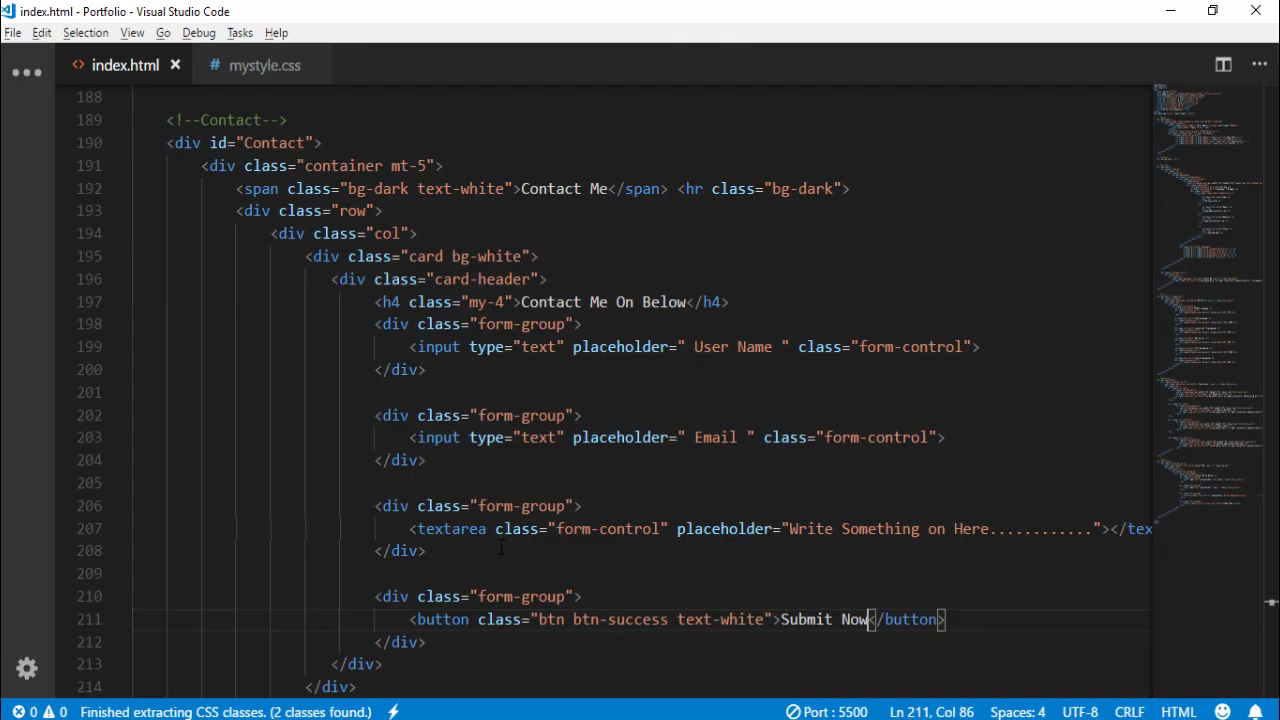 index.html - Portfolio - Visual Studio Code
File Edit Selection View Go Debug Tasks Help
<> index.html × # mystyle.css
188
189 <!--Contact-->
190 <div id="Contact">
191 <div class="container mt-5">
192 <span class="bg-dark text-white">Contact Me</span> <hr class="bg-dark">
193 <div class="row">
194 <div class="col">
195 <div class="card bg-white">
196 <div class="card-header">
197 <h4 class="my-4">Contact Me On Below</h4>
198 <div class="form-group">
199 <input type="text" placeholder=" User Name " class="form-control">
200 </div>
201
202 <div class="form-group">
203 <input type="text" placeholder=" Email " class="form-control">
204 </div>
205
206 <div class="form-group">
207 <textarea class="form-control" placeholder="Write Something on Here............"></tex
208 </div>
209
210 <div class="form-group">
211 <button class="btn btn-success text-white">Submit Now</button>
212 </div>
213 </div>
214 </div>
0 0 Finished extracting CSS classes. (2 classes found.) Port : 5500 Ln 211, Col 86 Spaces: 4 UTF-8 CRLF HTML